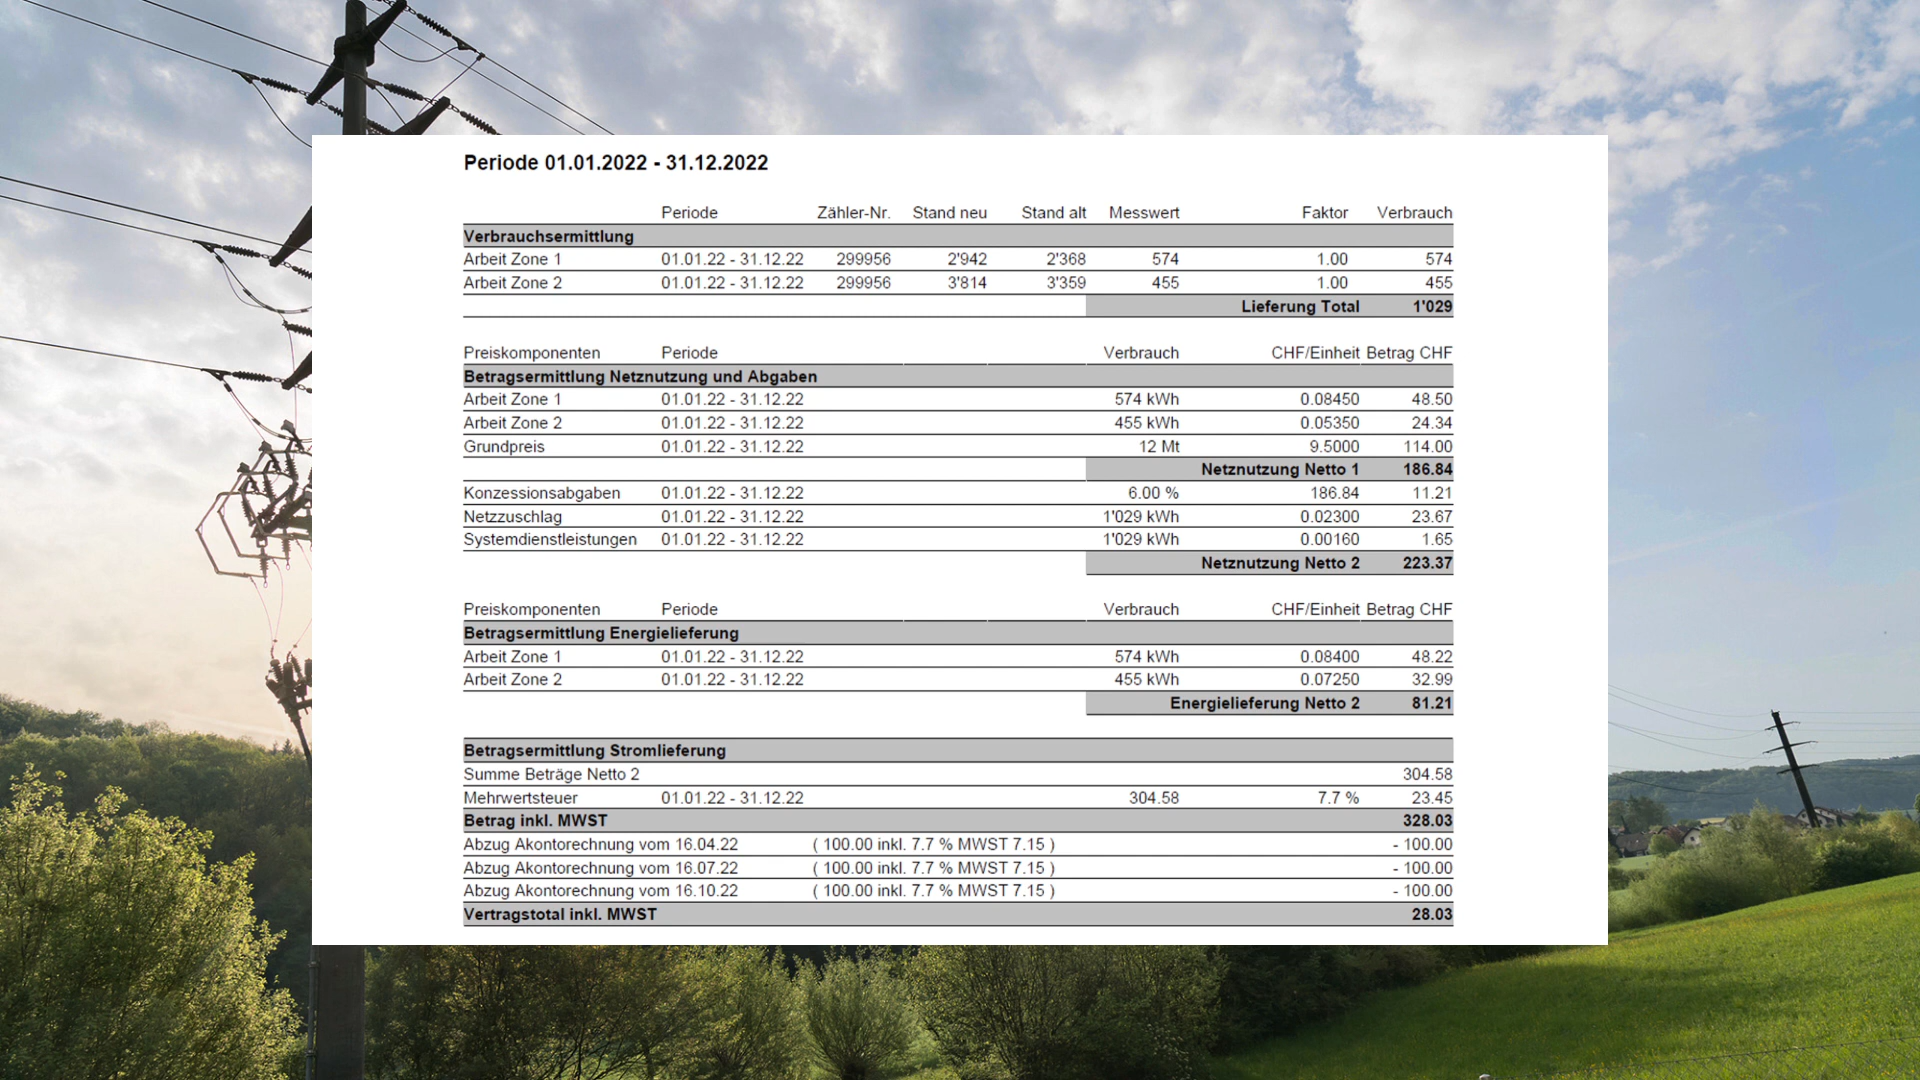 Periode 01.01.2022 - 31.12.2022
Periode Zähler-Nr. Stand neu Stand alt Messwert Faktor Verbrauch
Verbrauchsermittlung
Arbeit Zone 1 01.01.22 - 31.12.22 299956 2'942 2'368 574 1.00 574
Arbeit Zone 2 01.01.22 - 31.12.22 299956 3'814 3'359 455 1.00 455
Lieferung Total 1'029
Preiskomponenten Periode Verbrauch CHF/Einheit Betrag CHF
Betragsermittlung Netznutzung und Abgaben
Arbeit Zone 1 01.01.22 - 31.12.22 574 kWh 0.08450 48.50
Arbeit Zone 2 01.01.22 - 31.12.22 455 kWh 0.05350 24.34
Grundpreis 01.01.22 - 31.12.22 12 Mt 9.5000 114.00
Netznutzung Netto 1 186.84
Konzessionsabgaben 01.01.22 - 31.12.22 6.00 % 186.84 11.21
Netzzuschlag 01.01.22 - 31.12.22 1'029 kWh 0.02300 23.67
Systemdienstleistungen 01.01.22 - 31.12.22 1'029 kWh 0.00160 1.65
Netznutzung Netto 2 223.37
Preiskomponenten Periode Verbrauch CHF/Einheit Betrag CHF
Betragsermittlung Energielieferung
Arbeit Zone 1 01.01.22 - 31.12.22 574 kWh 0.08400 48.22
Arbeit Zone 2 01.01.22 - 31.12.22 455 kWh 0.07250 32.99
Energielieferung Netto 2 81.21
Betragsermittlung Stromlieferung
Summe Beträge Netto 2 304.58
Mehrwertsteuer 01.01.22 - 31.12.22 304.58 7.7 % 23.45
Betrag inkl. MWST 328.03
Abzug Akontorechnung vom 16.04.22 ( 100.00 inkl. 7.7 % MWST 7.15 ) - 100.00
Abzug Akontorechnung vom 16.07.22 ( 100.00 inkl. 7.7 % MWST 7.15 ) - 100.00
Abzug Akontorechnung vom 16.10.22 ( 100.00 inkl. 7.7 % MWST 7.15 ) - 100.00
Vertragstotal inkl. MWST 28.03